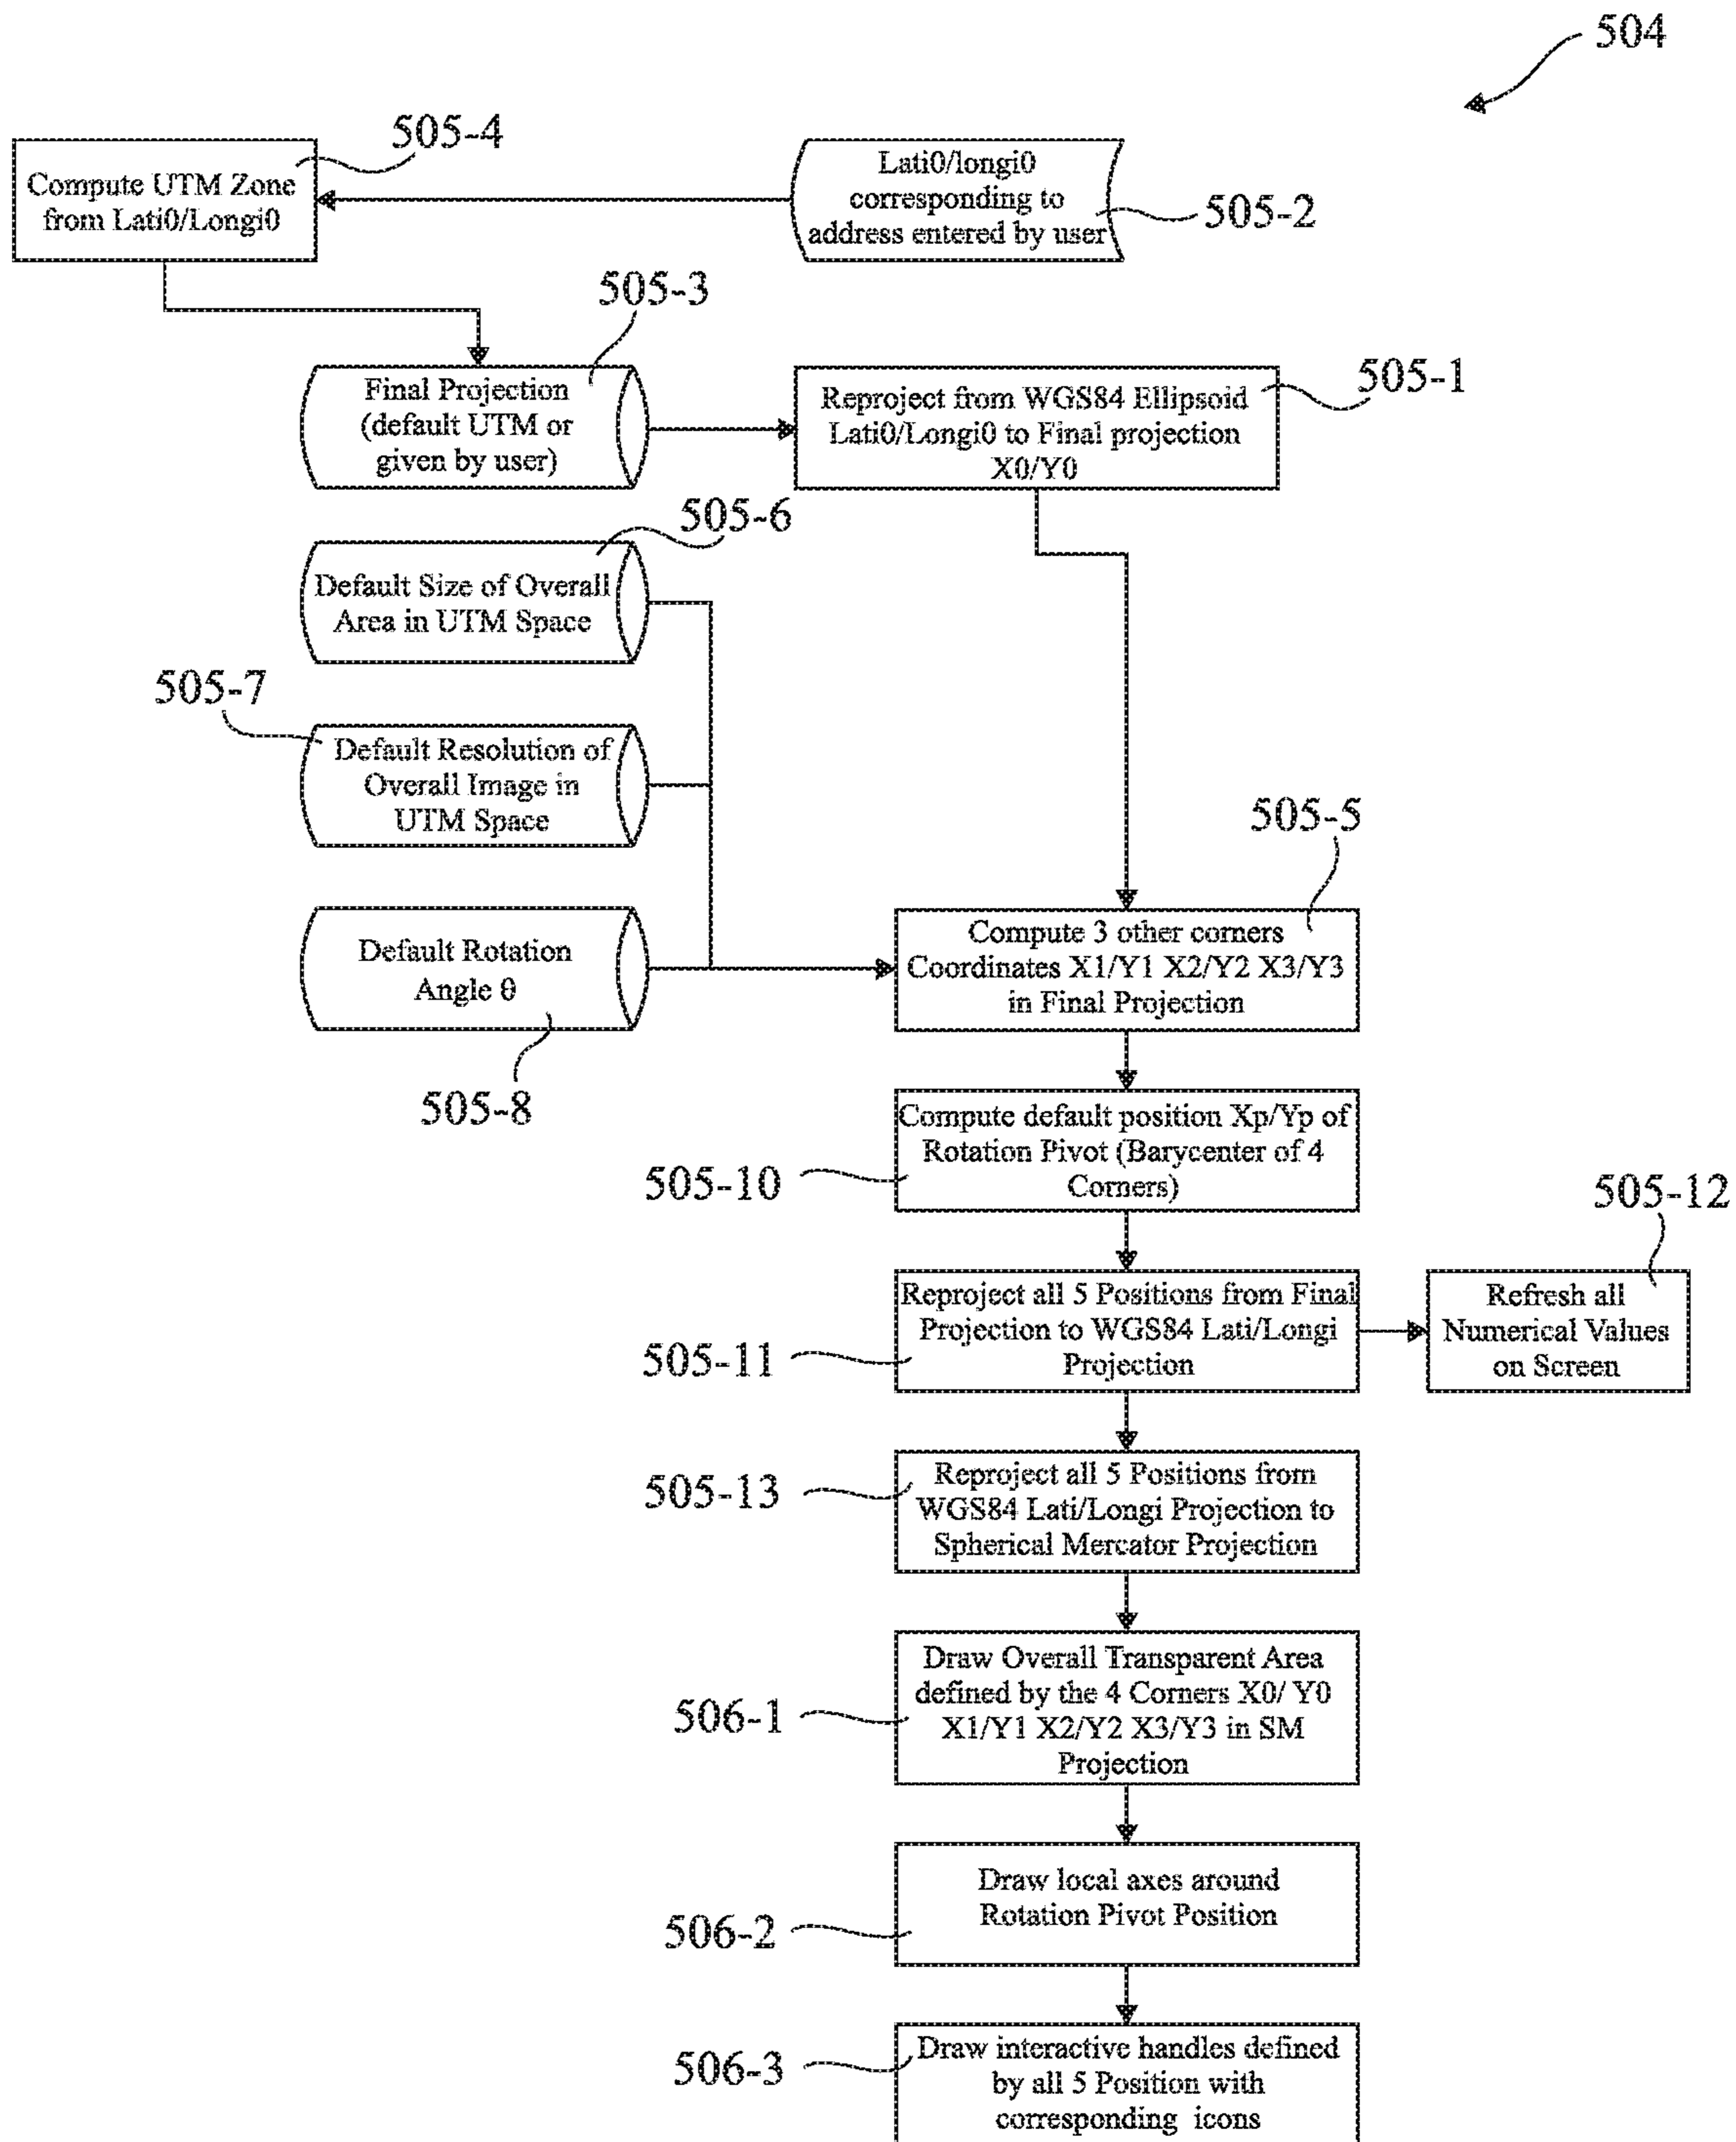 504
505-4
Compute UTM Zone
from Lati0/Longi0
Lati0/longi0
corresponding to
address entered by user
505-2
505-3
Final Projection
(default UTM or
given by user)
505-1
Reproject from WGS84 Ellipsoid
Lati0/Longi0 to Final projection
X0/Y0
505-6
Default Size of Overall
Area in UTM Space
505-7
Default Resolution of
Overall Image in
UTM Space
505-5
Default Rotation
Angle θ
505-8
Compute 3 other corners
Coordinates X1/Y1 X2/Y2 X3/Y3
in Final Projection
Compute default position Xp/Yp of
Rotation Pivot (Barycenter of 4
Corners)
505-10
505-12
Reproject all 5 Positions from Final
Projection to WGS84 Lati/Longi
Projection
505-11
Refresh all
Numerical Values
on Screen
505-13
Reproject all 5 Positions from
WGS84 Lati/Longi Projection to
Spherical Mercator Projection
506-1
Draw Overall Transparent Area
defined by the 4 Corners X0/ Y0
X1/Y1 X2/Y2 X3/Y3 in SM
Projection
506-2
Draw local axes around
Rotation Pivot Position
506-3
Draw interactive handles defined
by all 5 Position with
corresponding icons